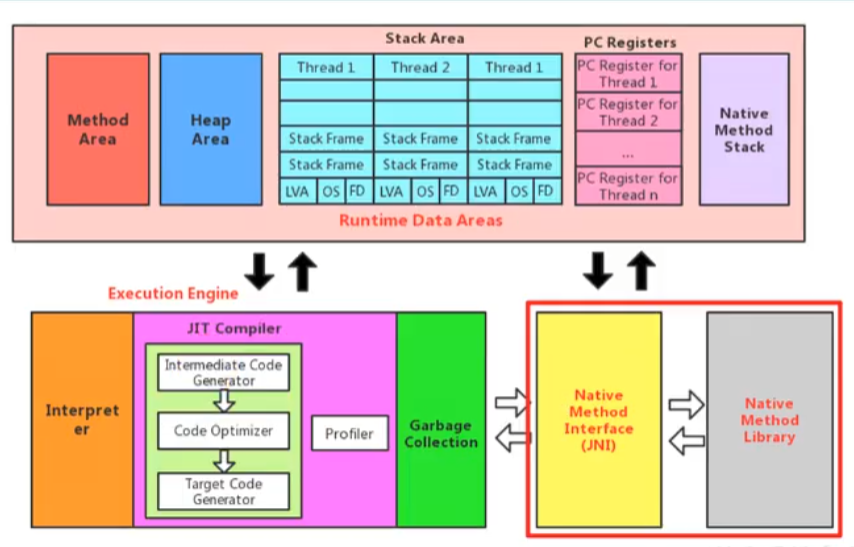 Stack Area
PC Registers
Method
Area
Heap
Area
Thread 1
Thread 2
Thread 1
Stack Frame
Stack Frame
Stack Frame
Stack Frame
Stack Frame
Stack Frame
LVA
OS
FD
LVA
OS
FD
LVA
OS
FD
PC Register for
Thread 1
PC Register for
Thread 2
...
PC Register for
Thread n
Native
Method
Stack
Runtime Data Areas
Execution Engine
Interpret
er
JIT Compiler
Intermediate Code
Generator
Code Optimizer
Target Code
Generator
Profiler
Garbage
Collection
Native
Method
Interface
(JNI)
Native
Method
Library